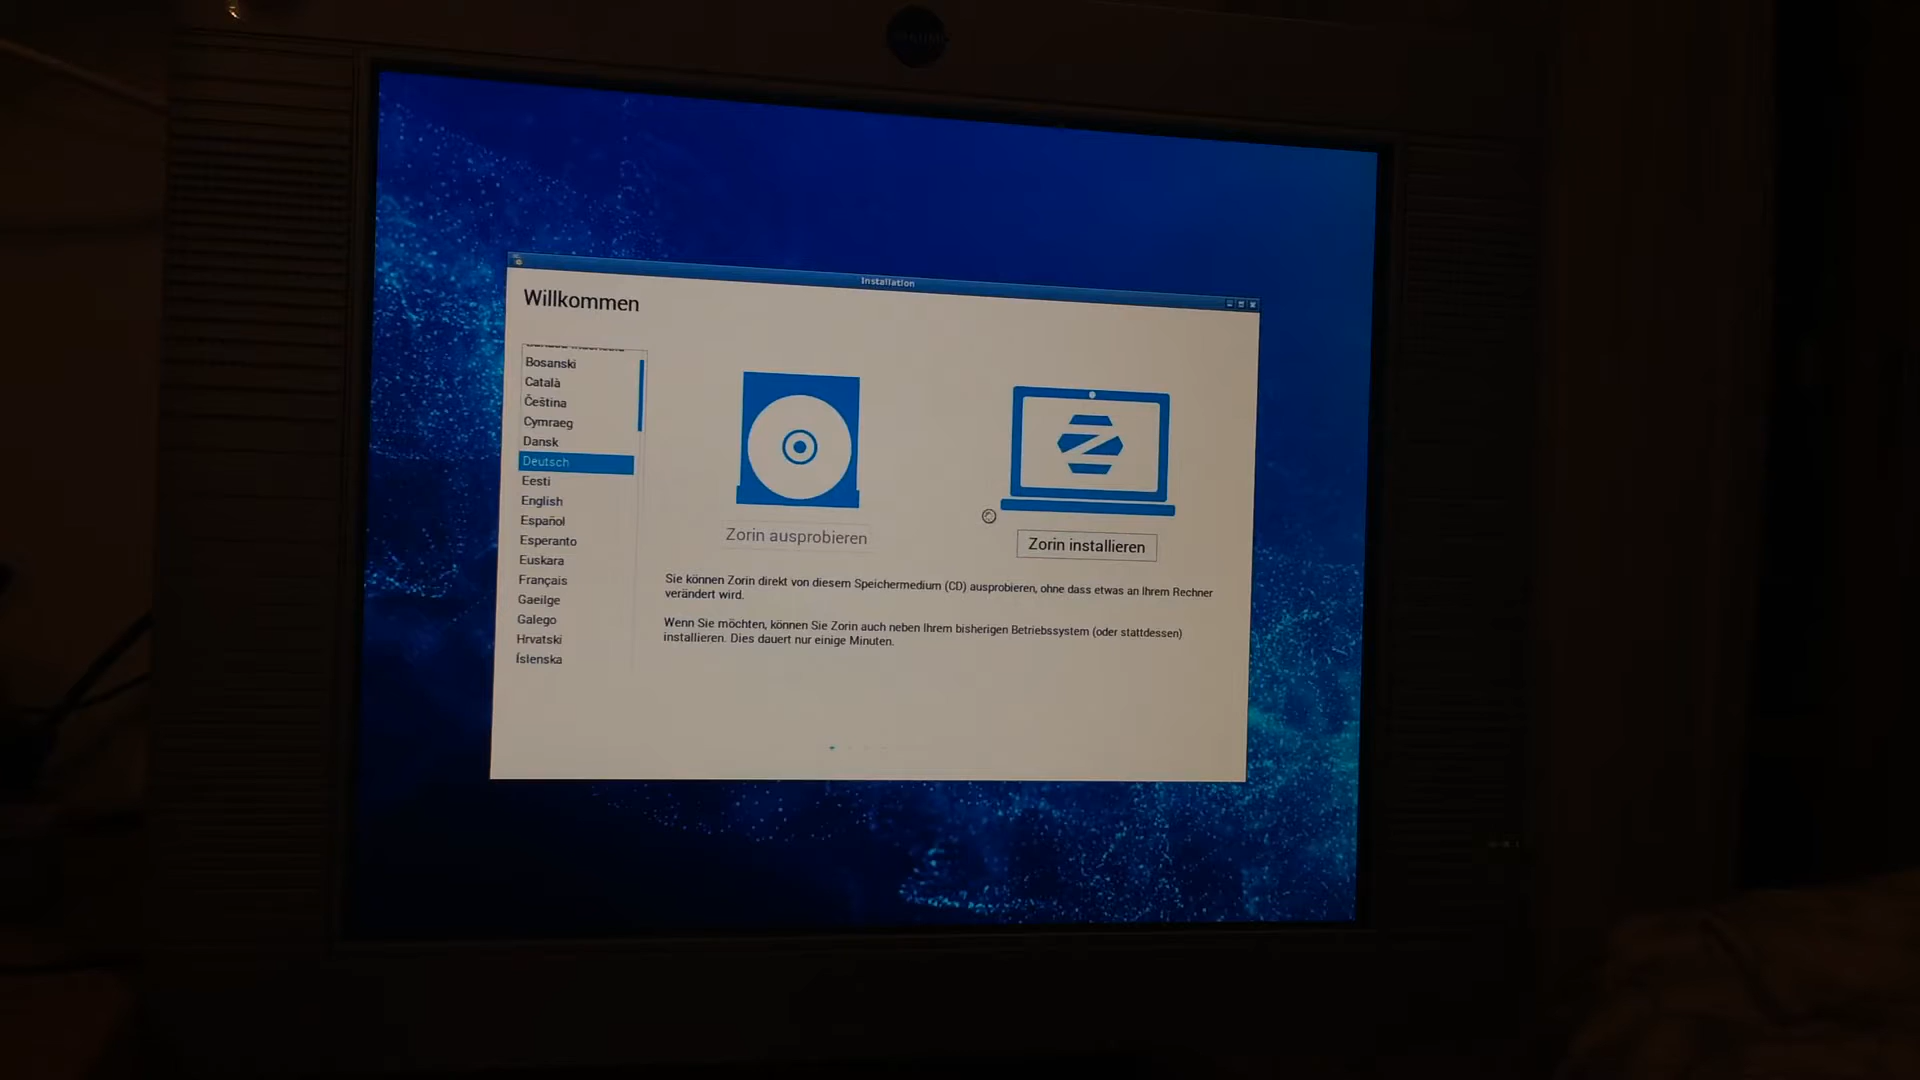 Installation
Willkommen
Bosanski
Català
Čeština
Cymraeg
Dansk
Deutsch
Eesti
English
Español
Esperanto
Euskara
Français
Gaeilge
Galego
Hrvatski
Íslenska
Zorin ausprobieren
Zorin installieren
Sie können Zorin direkt von diesem Speichermedium (CD) ausprobieren, ohne dass etwas an Ihrem Rechner
verändert wird.
Wenn Sie möchten, können Sie Zorin auch neben Ihrem bisherigen Betriebssystem (oder stattdessen)
installieren. Dies dauert nur einige Minuten.